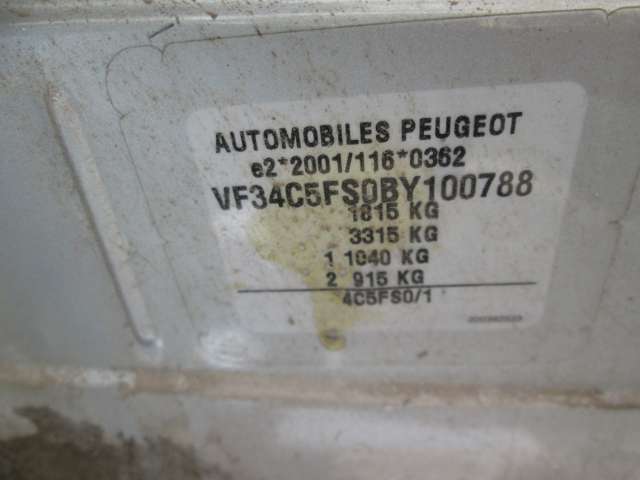 AUTOMOBILES PEUGEOT
e2*2001/116*0362
VF34C5FS0BY100788
1815 KG
3315 KG
1 1040 KG
2 915 KG
4C5FS0/1